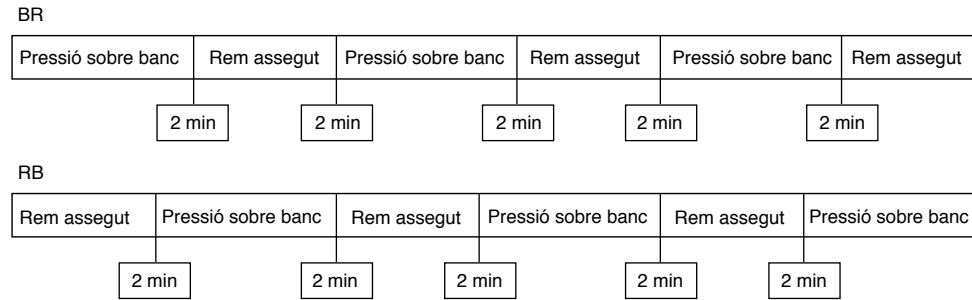 BR
Pressió sobre banc Rem assegut Pressió sobre banc Rem assegut Pressió sobre banc Rem assegut
2 min 2 min 2 min 2 min 2 min
RB
Rem assegut Pressió sobre banc Rem assegut Pressió sobre banc Rem assegut Pressió sobre banc
2 min 2 min 2 min 2 min 2 min